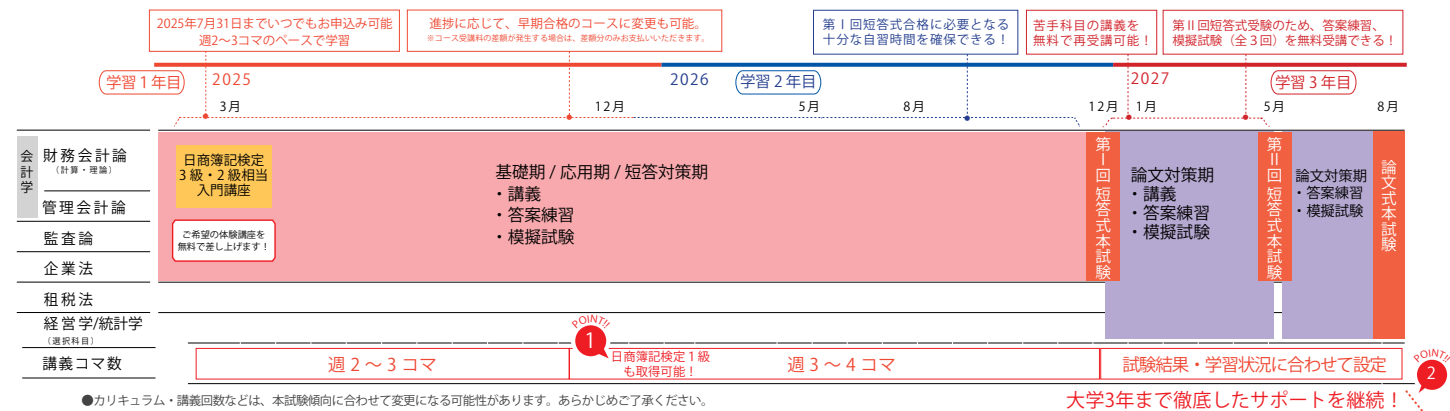 2025年7月31日までいつでもお申込み可能
週2〜3コマのペースで学習
進捗に応じて、早期合格のコースに変更も可能。
※コース受講料の差額が発生する場合は、差額分のみお支払いいただきます。
第Ⅰ回短答式合格に必要となる
十分な自習時間を確保できる！
苦手科目の講義を
無料で再受講可能！
第Ⅱ回短答式受験のため、答案練習、
模擬試験（全３回）を無料受講できる！
学習１年目
2025
2026
学習２年目
2027
学習３年目
3月
12月
5月
8月
12月
1月
5月
8月
会計学
財務会計論
（計算・理論）
管理会計論
監査論
企業法
租税法
経営学/統計学
（選択科目）
講義コマ数
日商簿記検定
３級・２級相当
入門講座
ご希望の体験講座を
無料で差し上げます！
基礎期 / 応用期 / 短答対策期
・講義
・答案練習
・模擬試験
第Ⅰ回 短答式本試験
論文対策期
・講義
・答案練習
・模擬試験
第Ⅱ回 短答式本試験
論文対策期
・答案練習
・模擬試験
論文式本試験
週２〜３コマ
POINT!!
1
日商簿記検定１級
も取得可能！
週３〜４コマ
試験結果・学習状況に合わせて設定
POINT!!
2
●カリキュラム・講義回数などは、本試験傾向に合わせて変更になる可能性があります。あらかじめご了承ください。
大学3年まで徹底したサポートを継続！